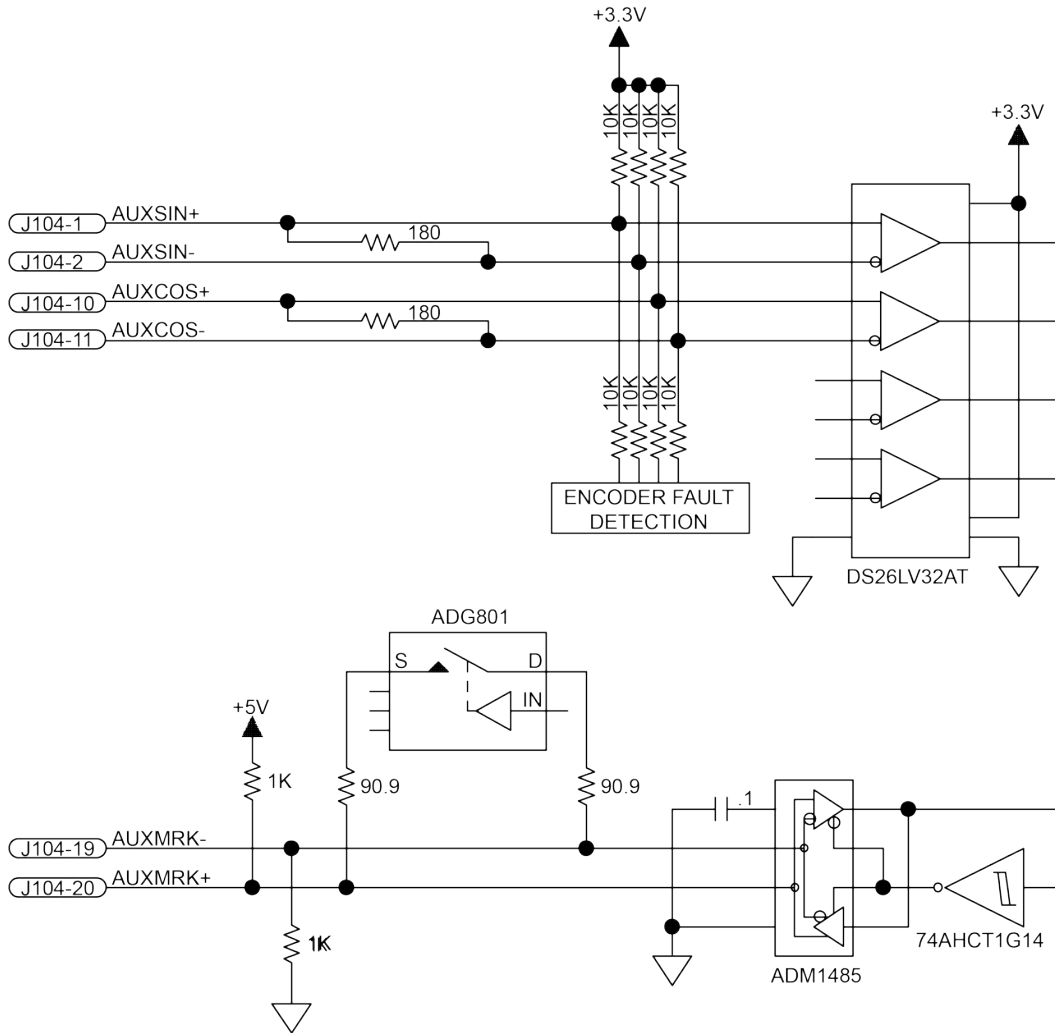 +3.3V
10K
10K
10K
10K
+3.3V
J104-1 AUXSIN+
180
J104-2 AUXSIN-
J104-10 AUXCOS+
180
J104-11 AUXCOS-
10K
10K
10K
10K
ENCODER FAULT
DETECTION
DS26LV32AT
ADG801
S D
IN
+5V
1K
90.9
90.9
.1
J104-19 AUXMRK-
J104-20 AUXMRK+
1K
74AHCT1G14
ADM1485